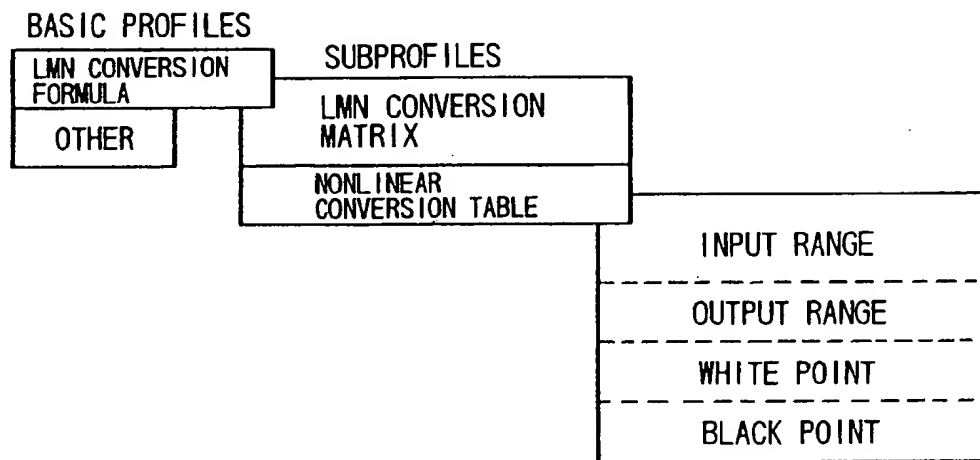 BASIC PROFILES
LMN CONVERSION
FORMULA
OTHER
SUBPROFILES
LMN CONVERSION
MATRIX
NONLINEAR
CONVERSION TABLE
INPUT RANGE
OUTPUT RANGE
WHITE POINT
BLACK POINT